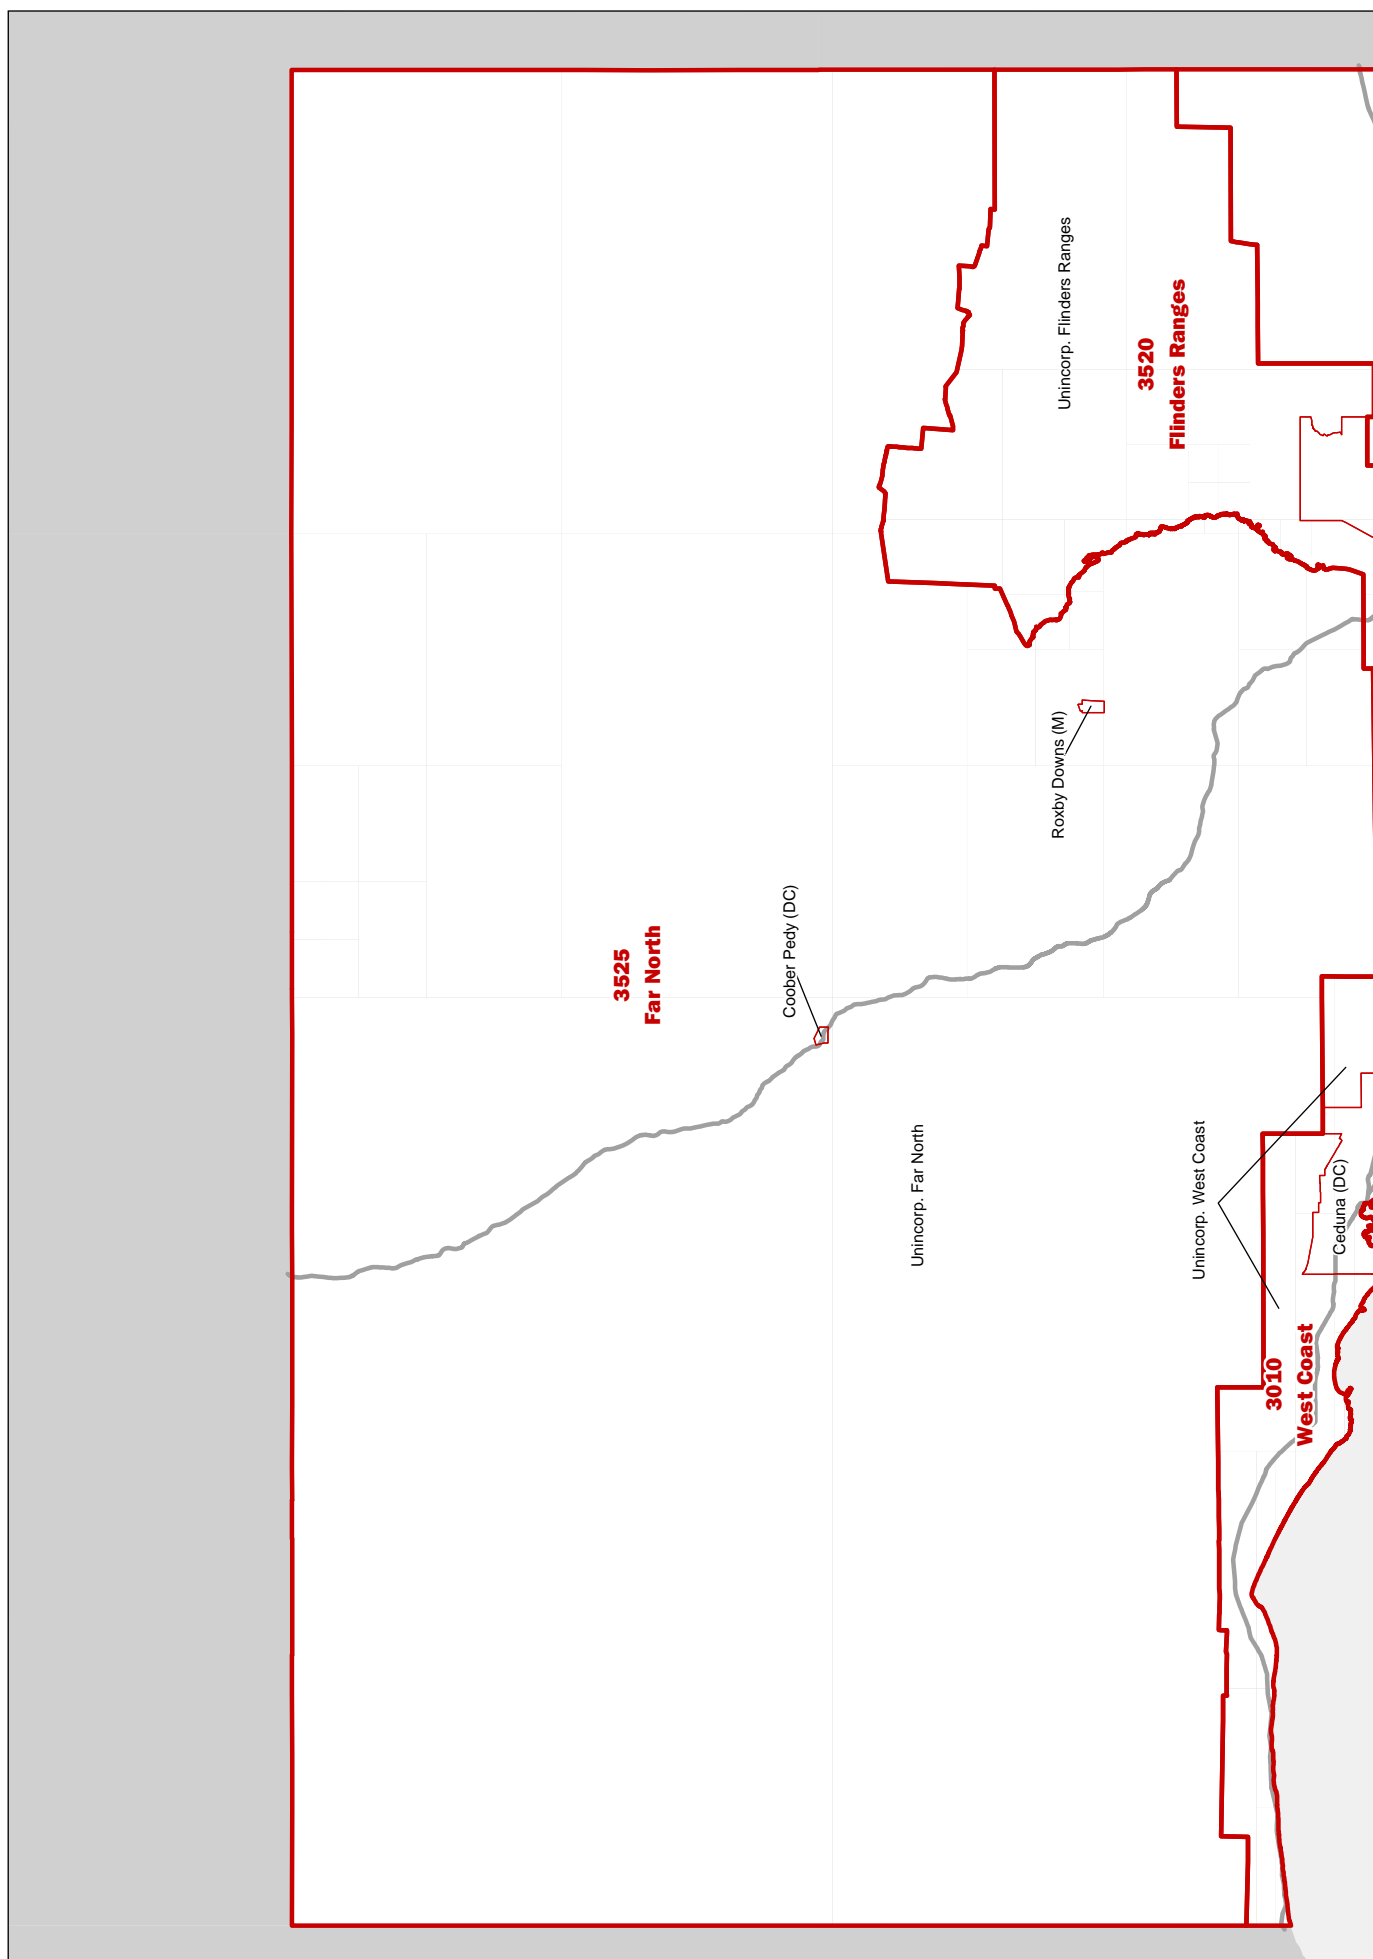 3525
Far North
Coober Pedy (DC)
Unincorp. Far North
Roxby Downs (M)
Unincorp. Flinders Ranges
3520
Flinders Ranges
Unincorp. West Coast
3010
West Coast
Ceduna (DC)